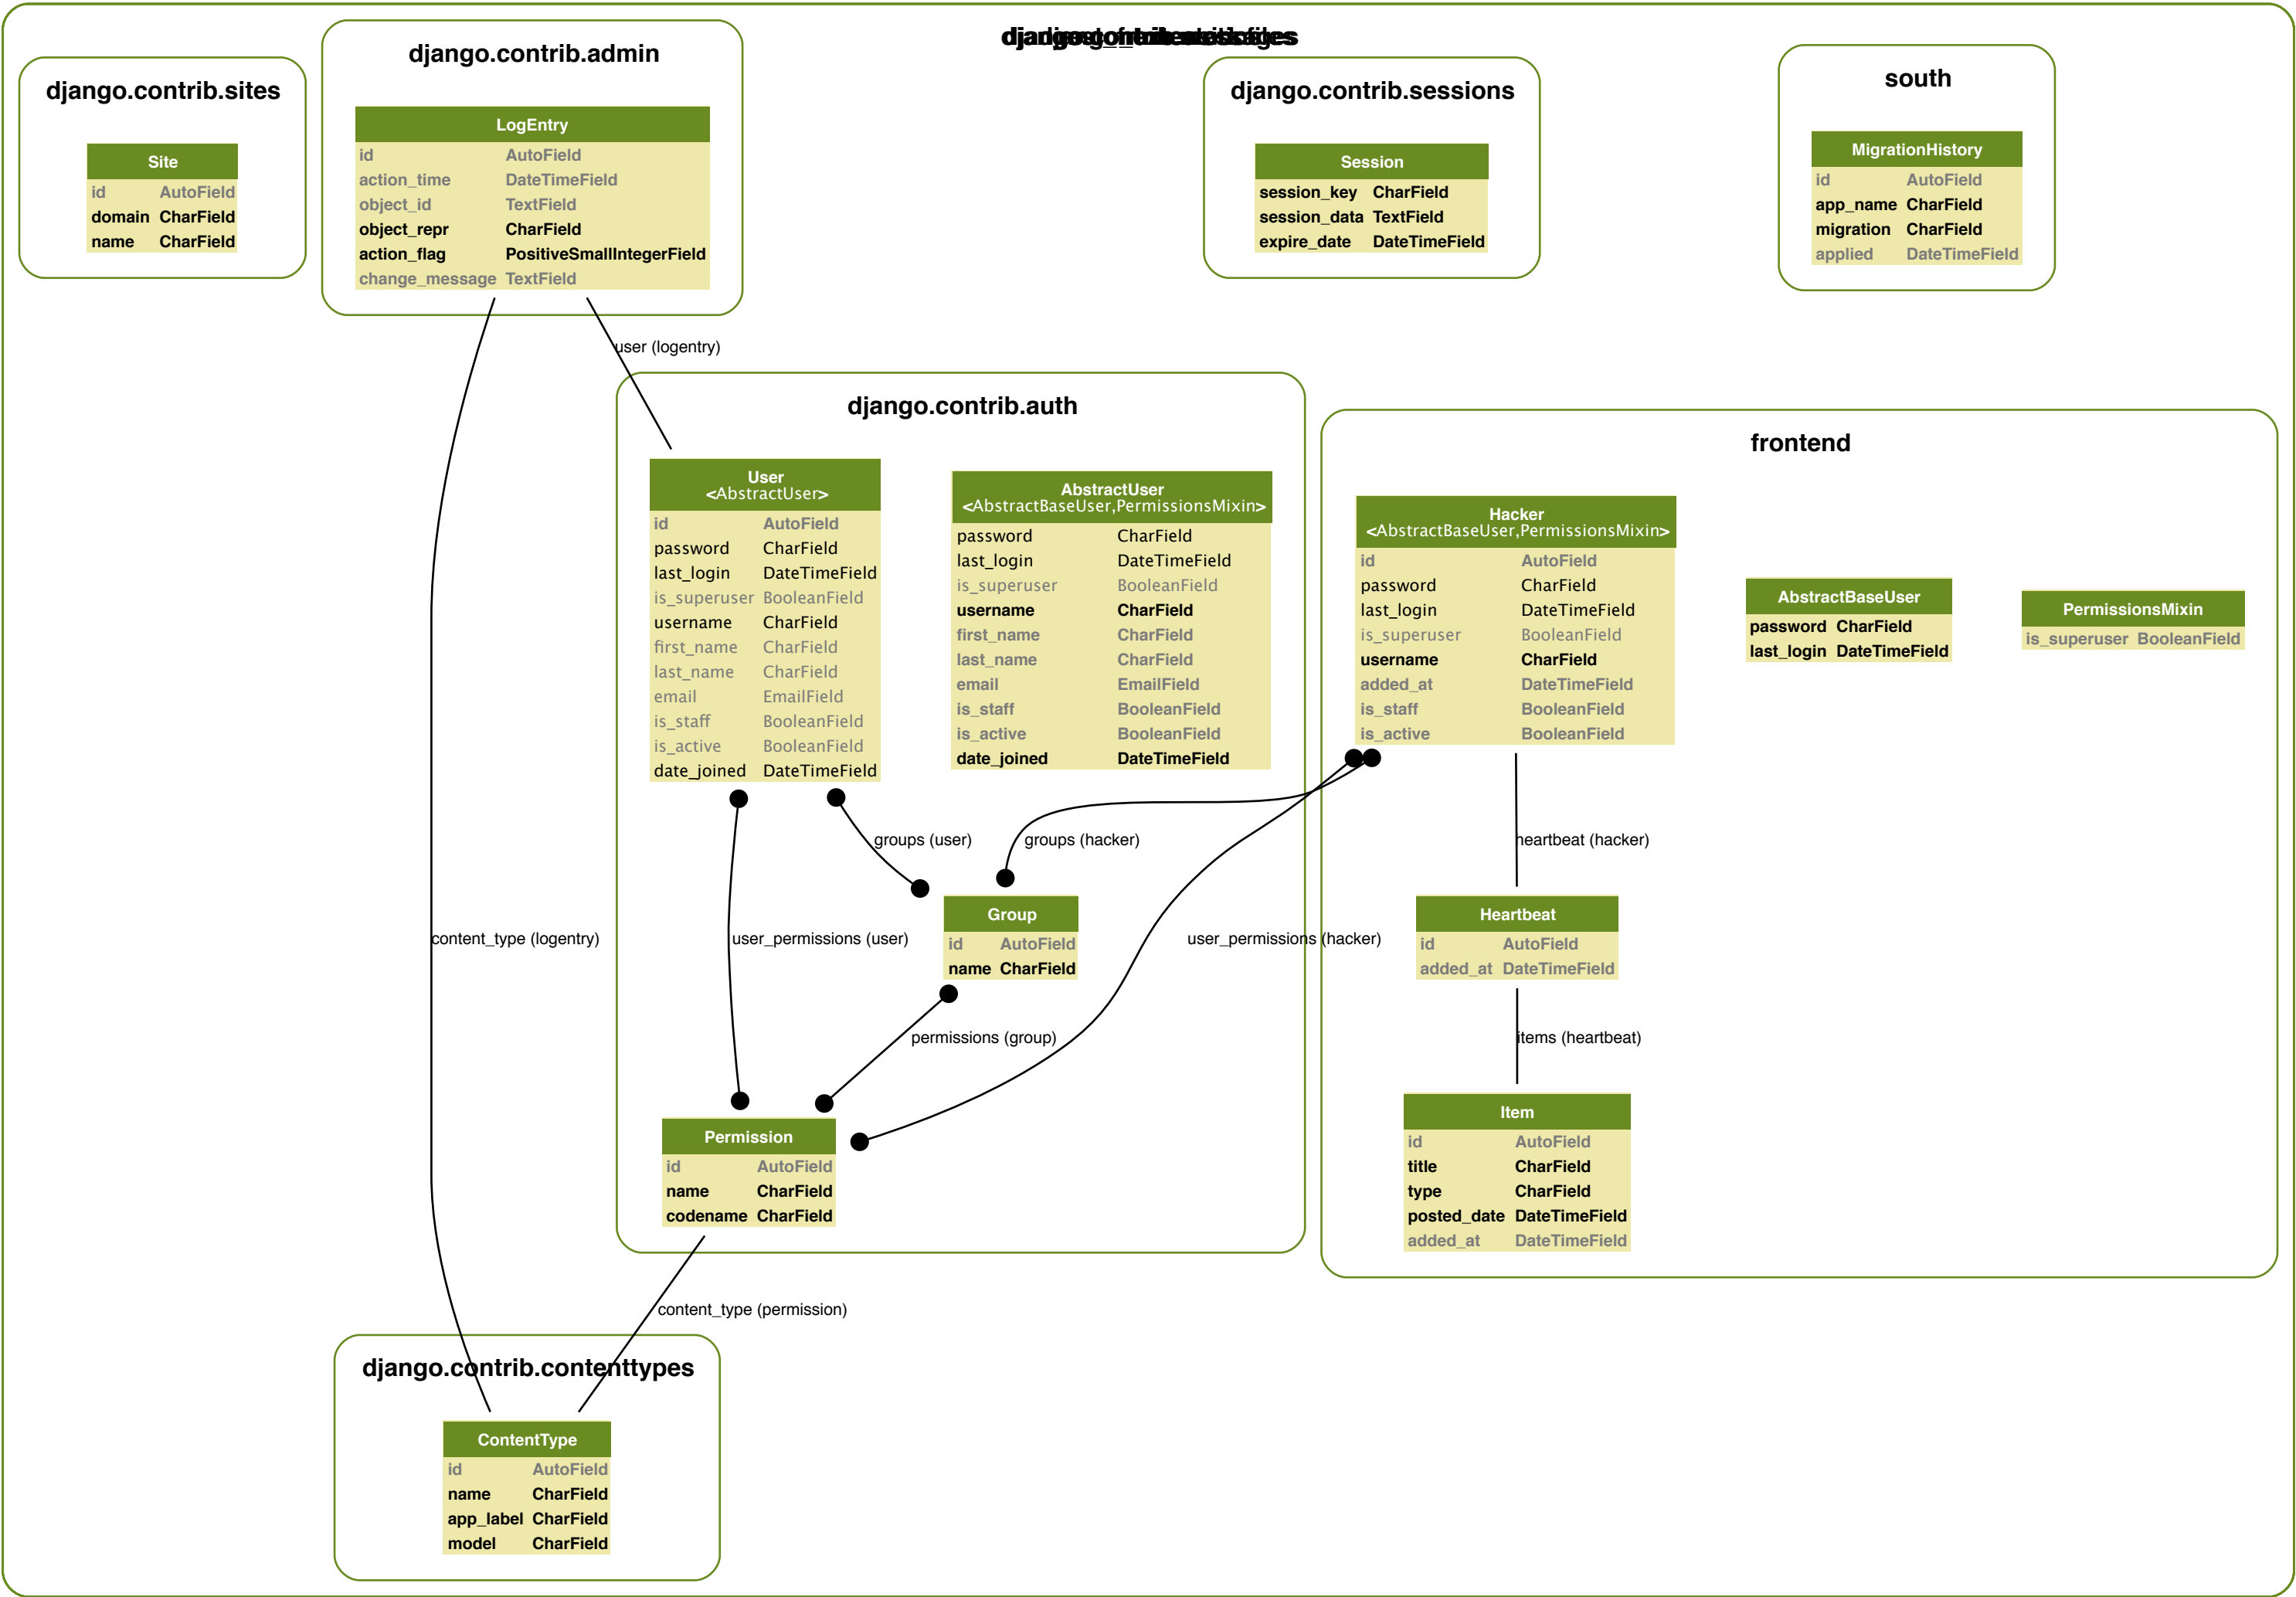 django.contrib.sites
Site
id AutoField
domain CharField
name CharField
django.contrib.admin
LogEntry
id AutoField
action_time DateTimeField
object_id TextField
object_repr CharField
action_flag PositiveSmallIntegerField
change_message TextField
django.contrib.sessions
Session
session_key CharField
session_data TextField
expire_date DateTimeField
south
MigrationHistory
id AutoField
app_name CharField
migration CharField
applied DateTimeField
user (logentry)
content_type (logentry)
django.contrib.auth
User
<AbstractUser>
id AutoField
password CharField
last_login DateTimeField
is_superuser BooleanField
username CharField
first_name CharField
last_name CharField
email EmailField
is_staff BooleanField
is_active BooleanField
date_joined DateTimeField
AbstractUser
<AbstractBaseUser,PermissionsMixin>
password CharField
last_login DateTimeField
is_superuser BooleanField
username CharField
first_name CharField
last_name CharField
email EmailField
is_staff BooleanField
is_active BooleanField
date_joined DateTimeField
groups (user)
groups (hacker)
Group
id AutoField
name CharField
user_permissions (user)
user_permissions (hacker)
permissions (group)
Permission
id AutoField
name CharField
codename CharField
content_type (permission)
frontend
Hacker
<AbstractBaseUser,PermissionsMixin>
id AutoField
password CharField
last_login DateTimeField
is_superuser BooleanField
username CharField
added_at DateTimeField
is_staff BooleanField
is_active BooleanField
AbstractBaseUser
password CharField
last_login DateTimeField
PermissionsMixin
is_superuser BooleanField
heartbeat (hacker)
Heartbeat
id AutoField
added_at DateTimeField
items (heartbeat)
Item
id AutoField
title CharField
type CharField
posted_date DateTimeField
added_at DateTimeField
django.contrib.contenttypes
ContentType
id AutoField
name CharField
app_label CharField
model CharField